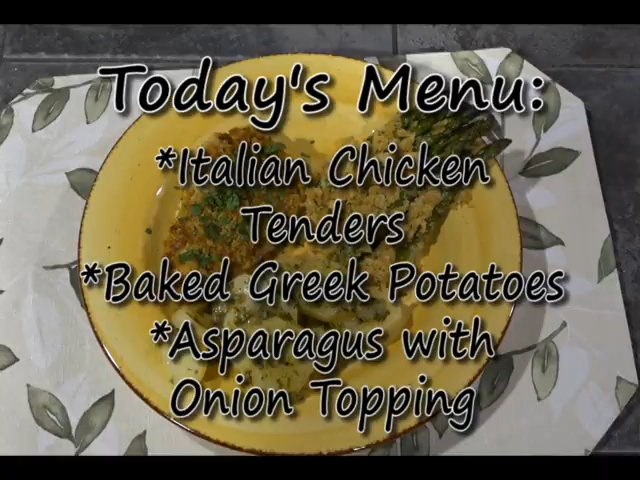 Today's Menu:
*Italian Chicken
Tenders
*Baked Greek Potatoes
*Asparagus with
Onion Topping